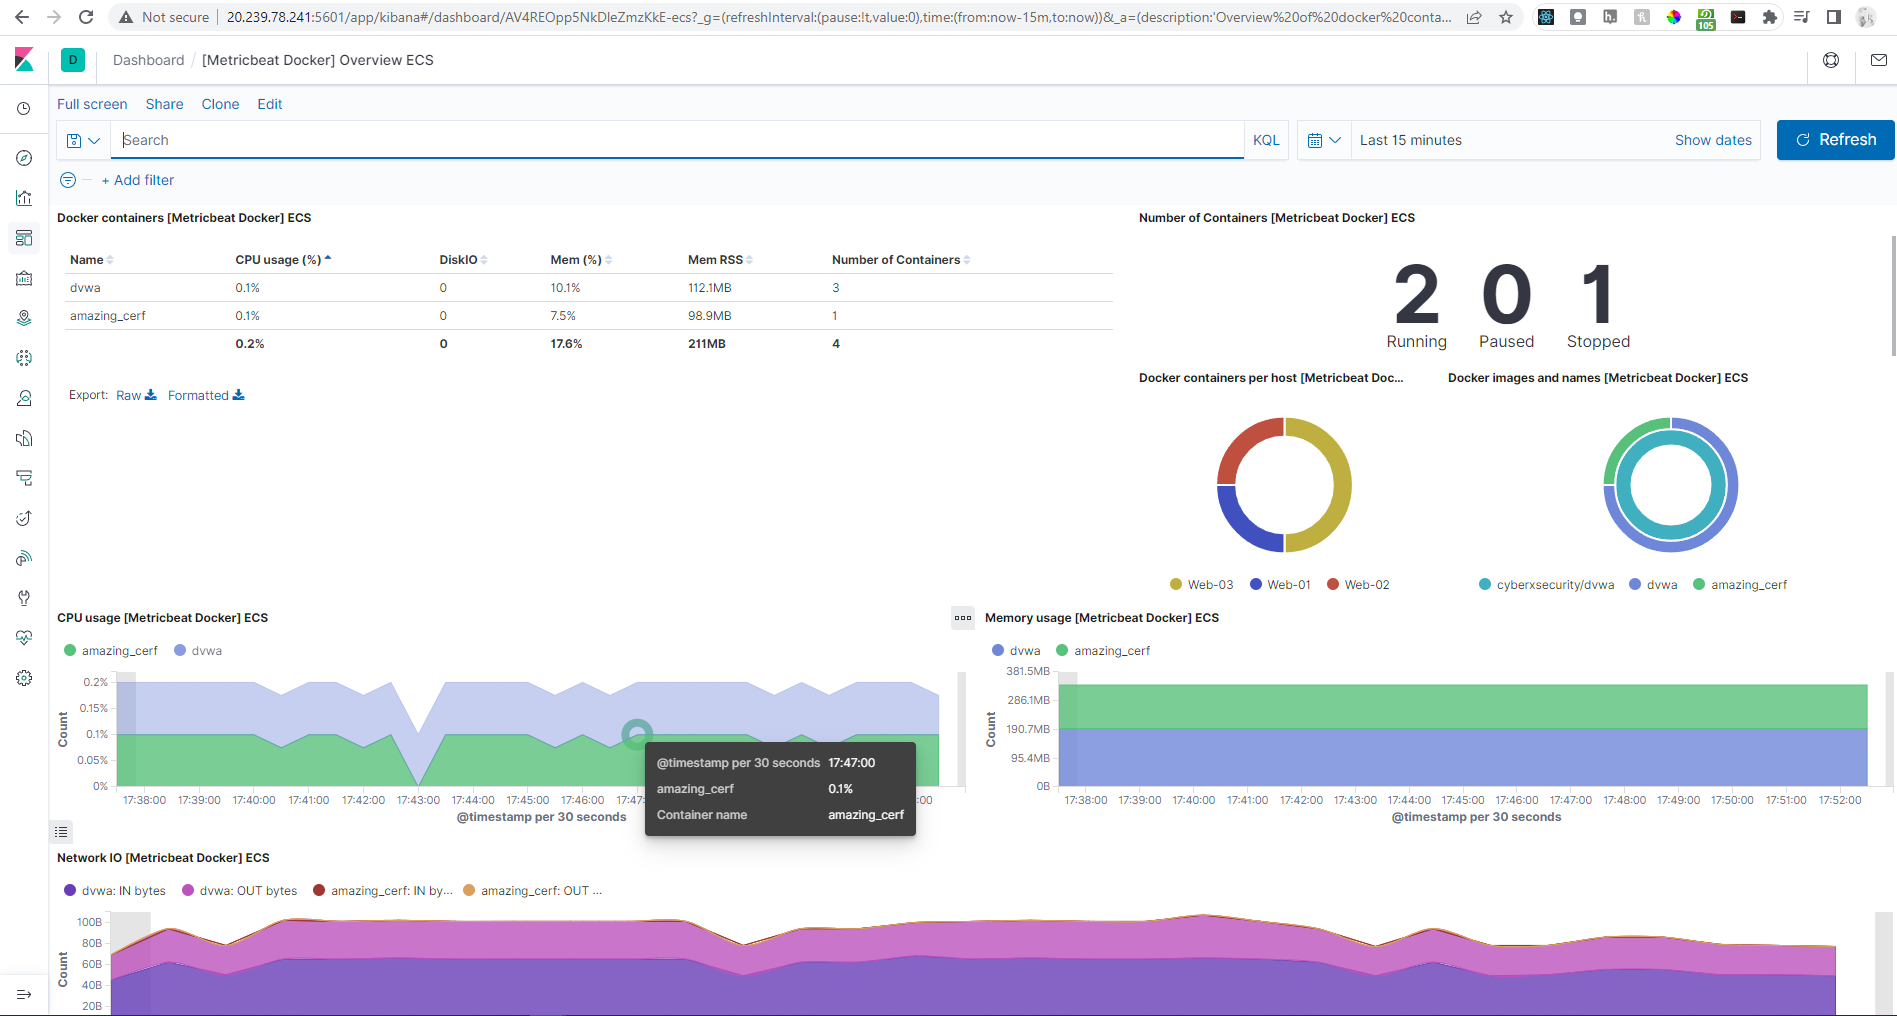 Not secure
20.239.78.241:5601/app/kibana#/dashboard/AV4REOpp5NkDleZmzKkE-ecs?_g=(refreshInterval:(pause:!t,value:0),time:(from:now-15m,to:now))&_a=(description:'Overview%20of%20docker%20conta...
105
D
Dashboard / [Metricbeat Docker] Overview ECS
Full screen Share Clone Edit
Search
KQL
Last 15 minutes
Show dates
Refresh
+ Add filter
Docker containers [Metricbeat Docker] ECS
Name CPU usage (%) DiskIO Mem (%) Mem RSS Number of Containers
dvwa 0.1% 0 10.1% 112.1MB 3
amazing_cerf 0.1% 0 7.5% 98.9MB 1
0.2% 0 17.6% 211MB 4
Export: Raw Formatted
Number of Containers [Metricbeat Docker] ECS
2 0 1
Running Paused Stopped
Docker containers per host [Metricbeat Doc...
Web-03 Web-01 Web-02
Docker images and names [Metricbeat Docker] ECS
cyberxsecurity/dvwa dvwa amazing_cerf
CPU usage [Metricbeat Docker] ECS
amazing_cerf dvwa
0.2%
0.15%
0.1%
0.05%
0%
Count
17:38:00 17:39:00 17:40:00 17:41:00 17:42:00 17:43:00 17:44:00 17:45:00 17:46:00 17:47: :00
@timestamp per 30 seconds
@timestamp per 30 seconds 17:47:00
amazing_cerf 0.1%
Container name amazing_cerf
Memory usage [Metricbeat Docker] ECS
dvwa amazing_cerf
381.5MB
286.1MB
190.7MB
95.4MB
0B
Count
17:38:00 17:39:00 17:40:00 17:41:00 17:42:00 17:43:00 17:44:00 17:45:00 17:46:00 17:47:00 17:48:00 17:49:00 17:50:00 17:51:00 17:52:00
@timestamp per 30 seconds
Network IO [Metricbeat Docker] ECS
dvwa: IN bytes dvwa: OUT bytes amazing_cerf: IN by... amazing_cerf: OUT ...
100B
80B
60B
40B
20B
Count